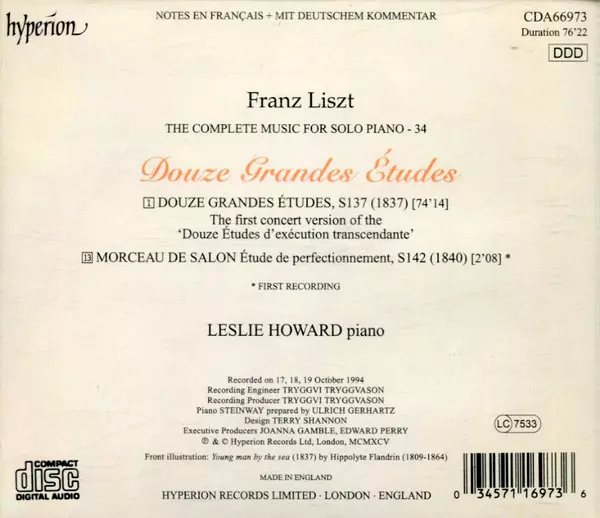 hyperion
NOTES EN FRANÇAIS + MIT DEUTSCHEM KOMMENTAR
CDA66973
Duration 76'22
DDD
Franz Liszt
THE COMPLETE MUSIC FOR SOLO PIANO - 34
Douze Grandes Études
1 DOUZE GRANDES ÉTUDES, S137 (1837) [74'14]
The first concert version of the
‘Douze Études d’exécution transcendante’
13 MORCEAU DE SALON Étude de perfectionnement, S142 (1840) [2'08] *
* FIRST RECORDING
LESLIE HOWARD piano
Recorded on 17, 18, 19 October 1994
Recording Engineer TRYGGVI TRYGGVASON
Recording Producer TRYGGVI TRYGGVASON
Piano STEINWAY prepared by ULRICH GERHARTZ
Design TERRY SHANNON
Executive Producers JOANNA GAMBLE, EDWARD PERRY
℗ & © Hyperion Records Ltd, London, MCMXCV
LC 7533
Front illustration: Young man by the sea (1837) by Hippolyte Flandrin (1809-1864)
COMPACT
disc
DIGITAL AUDIO
MADE IN ENGLAND
HYPERION RECORDS LIMITED · LONDON · ENGLAND
0 34571 16973 6